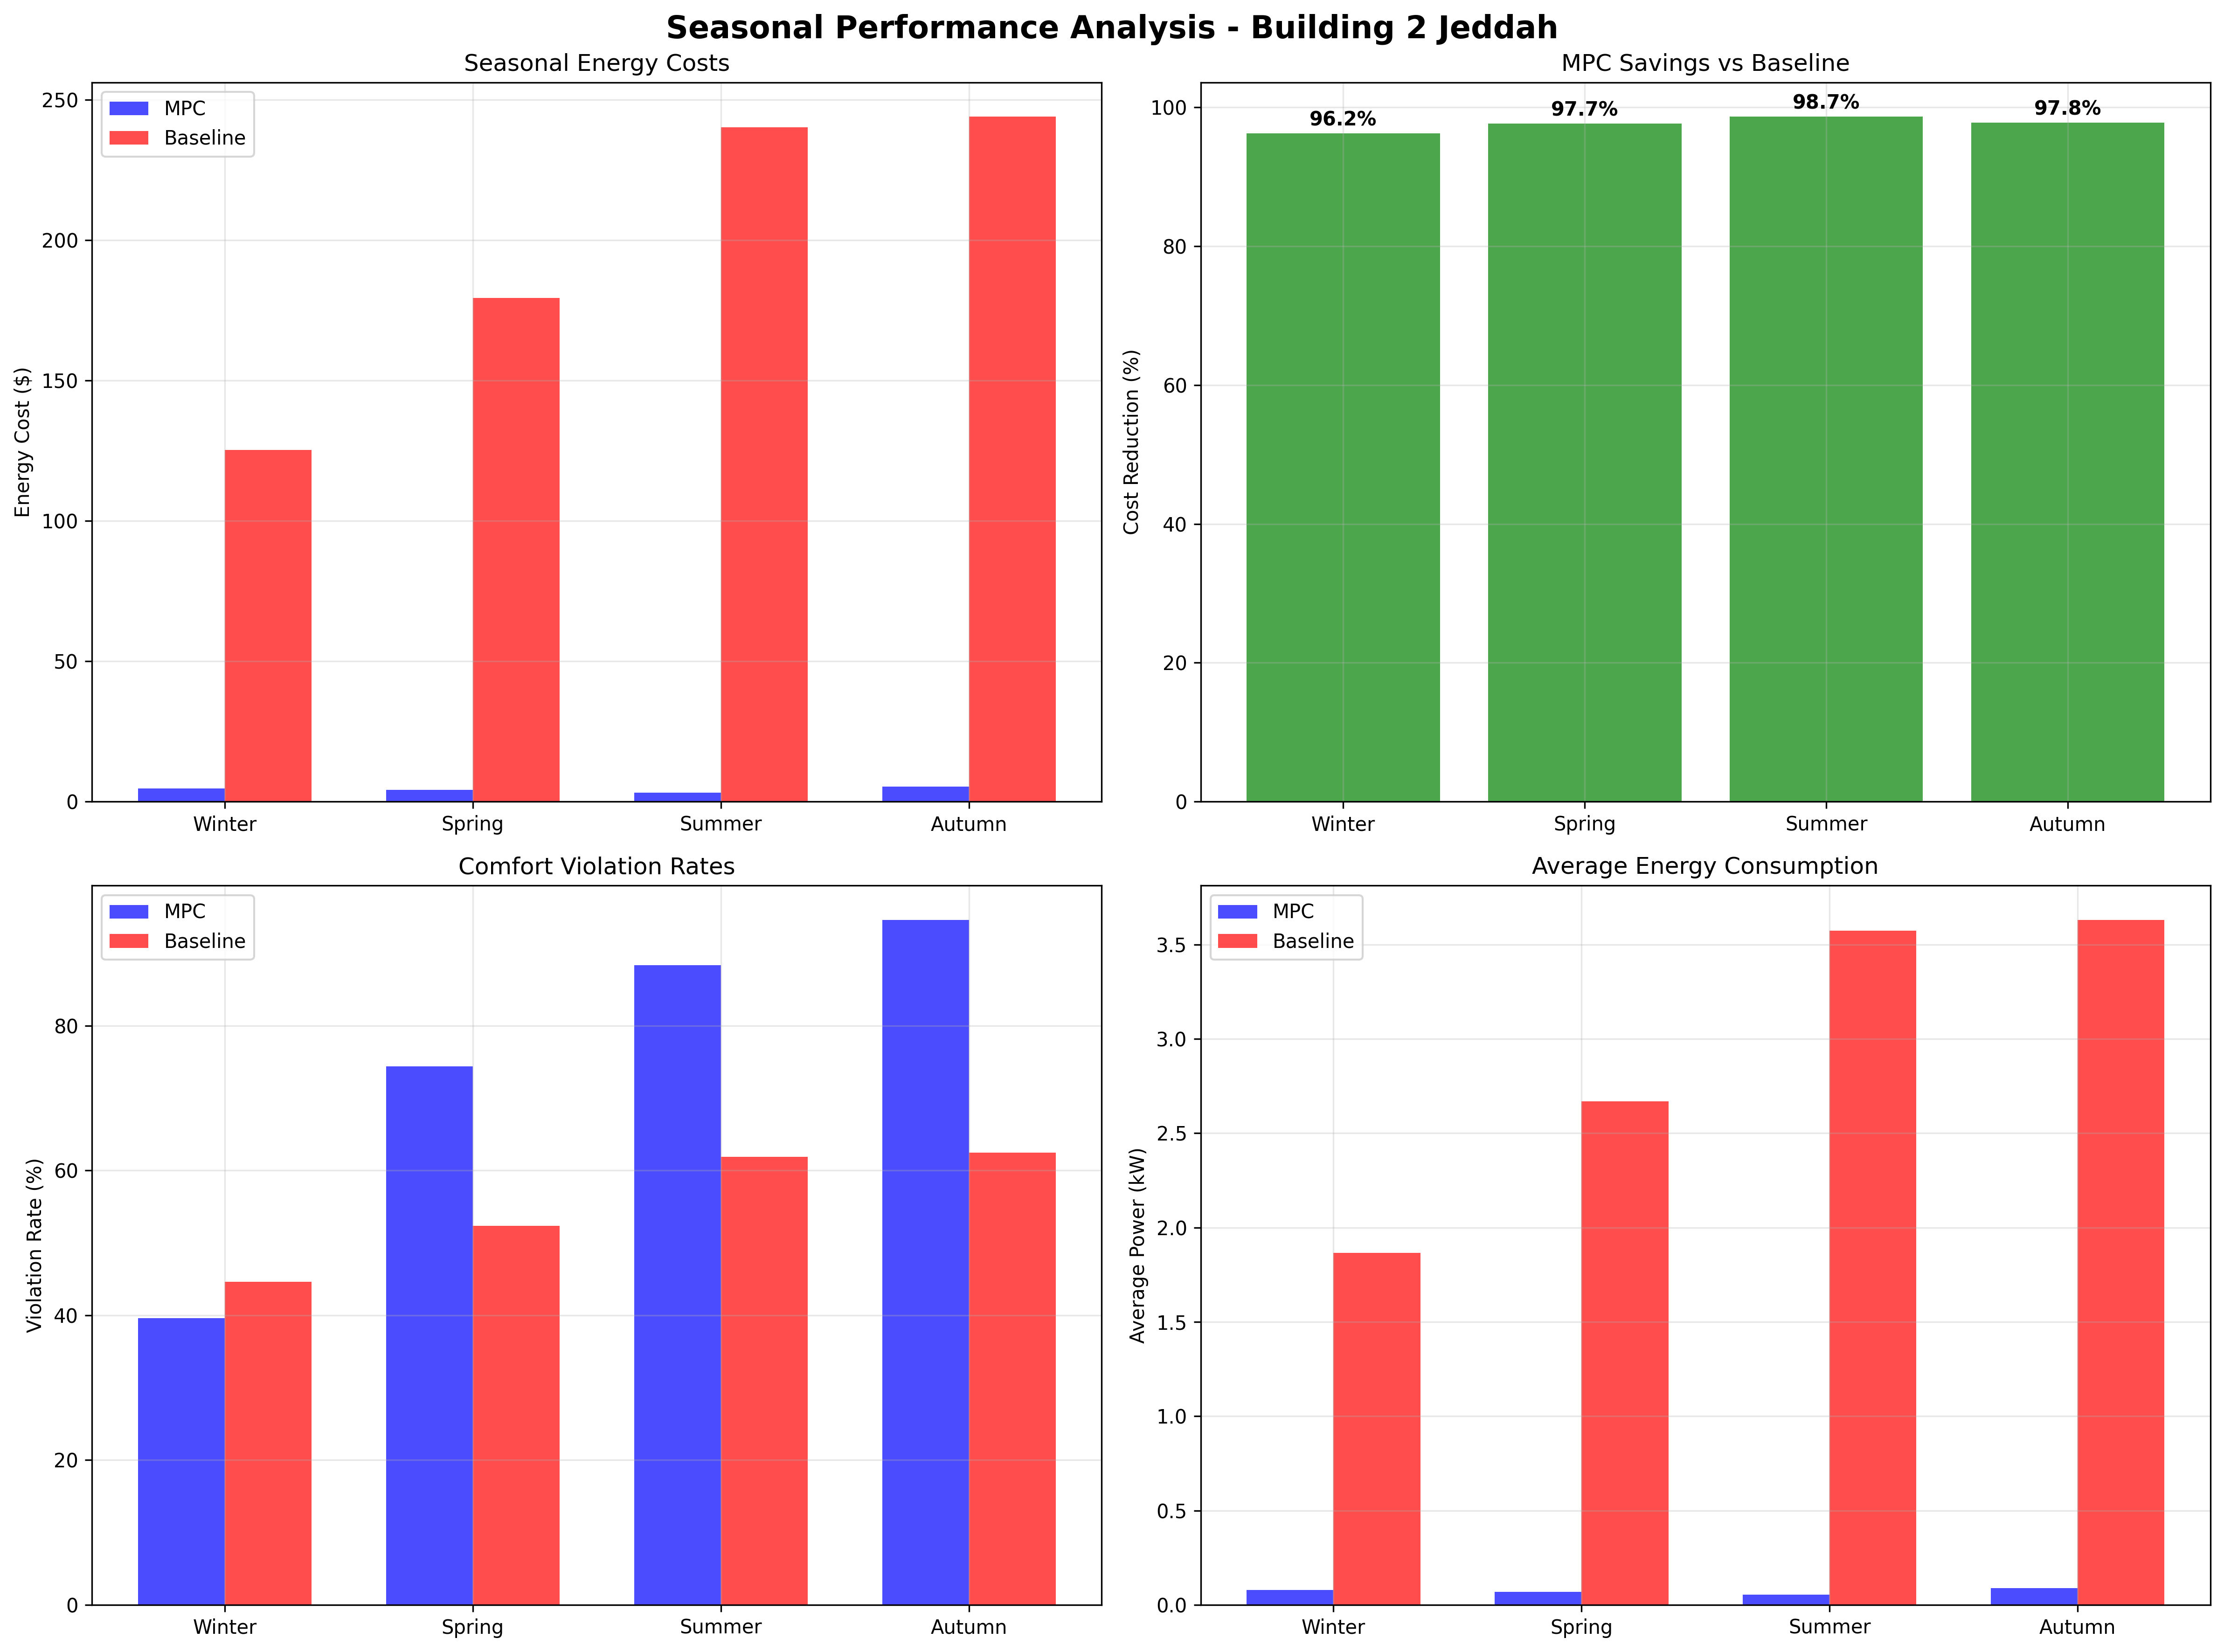 Seasonal Performance Analysis - Building 2 Jeddah
Seasonal Energy Costs
Energy Cost ($)
250
200
150
100
50
0
MPC
Baseline
Winter
Spring
Summer
Autumn
MPC Savings vs Baseline
Cost Reduction (%)
100
80
60
40
20
0
96.2%
97.7%
98.7%
97.8%
Winter
Spring
Summer
Autumn
Comfort Violation Rates
Violation Rate (%)
80
60
40
20
0
MPC
Baseline
Winter
Spring
Summer
Autumn
Average Energy Consumption
Average Power (kW)
3.5
3.0
2.5
2.0
1.5
1.0
0.5
0.0
MPC
Baseline
Winter
Spring
Summer
Autumn